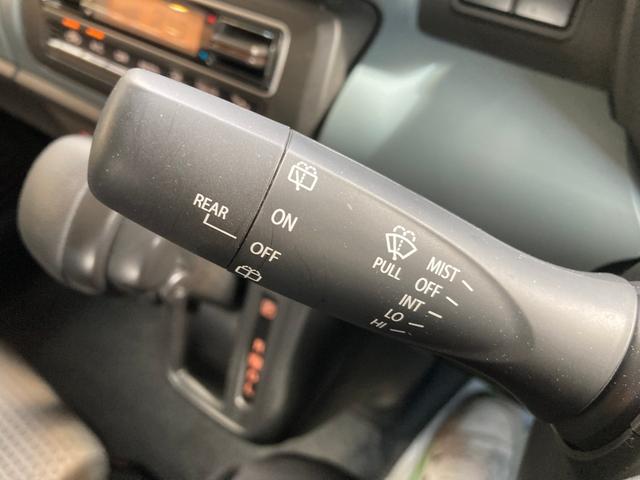 REAR
ON
OFF
PULL
MIST
OFF
INT
LO
HI